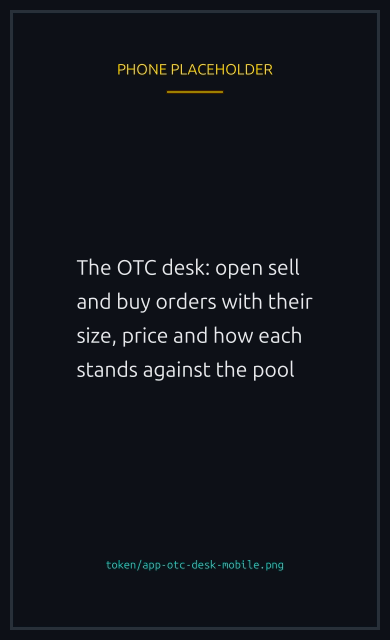 PHONE PLACEHOLDER
The OTC desk: open sell
and buy orders with their
size, price and how each
stands against the pool
token/app-otc-desk-mobile.png